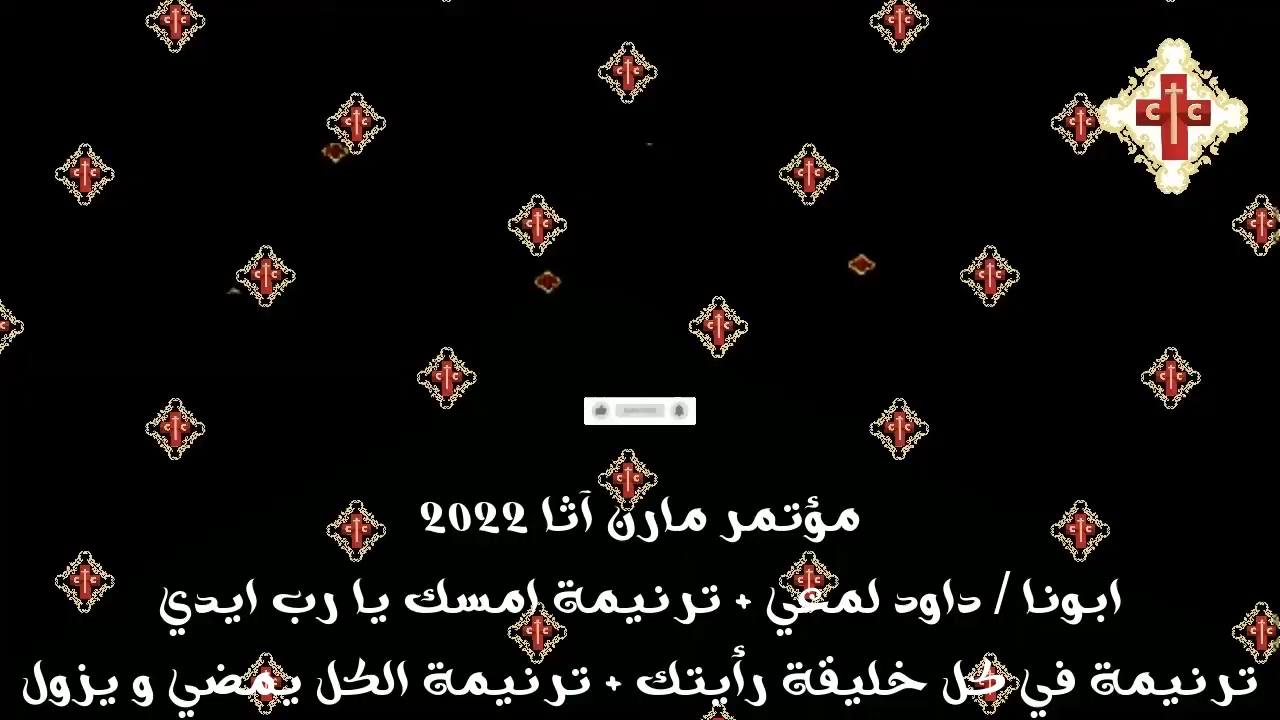 مؤتمر مارن آثا 2022
ابونا / داود لمعي + ترنيمة امسك يا رب ايدي
ترنيمة في كل خليقة رأيتك + ترنيمة الكل يمضي و يزول